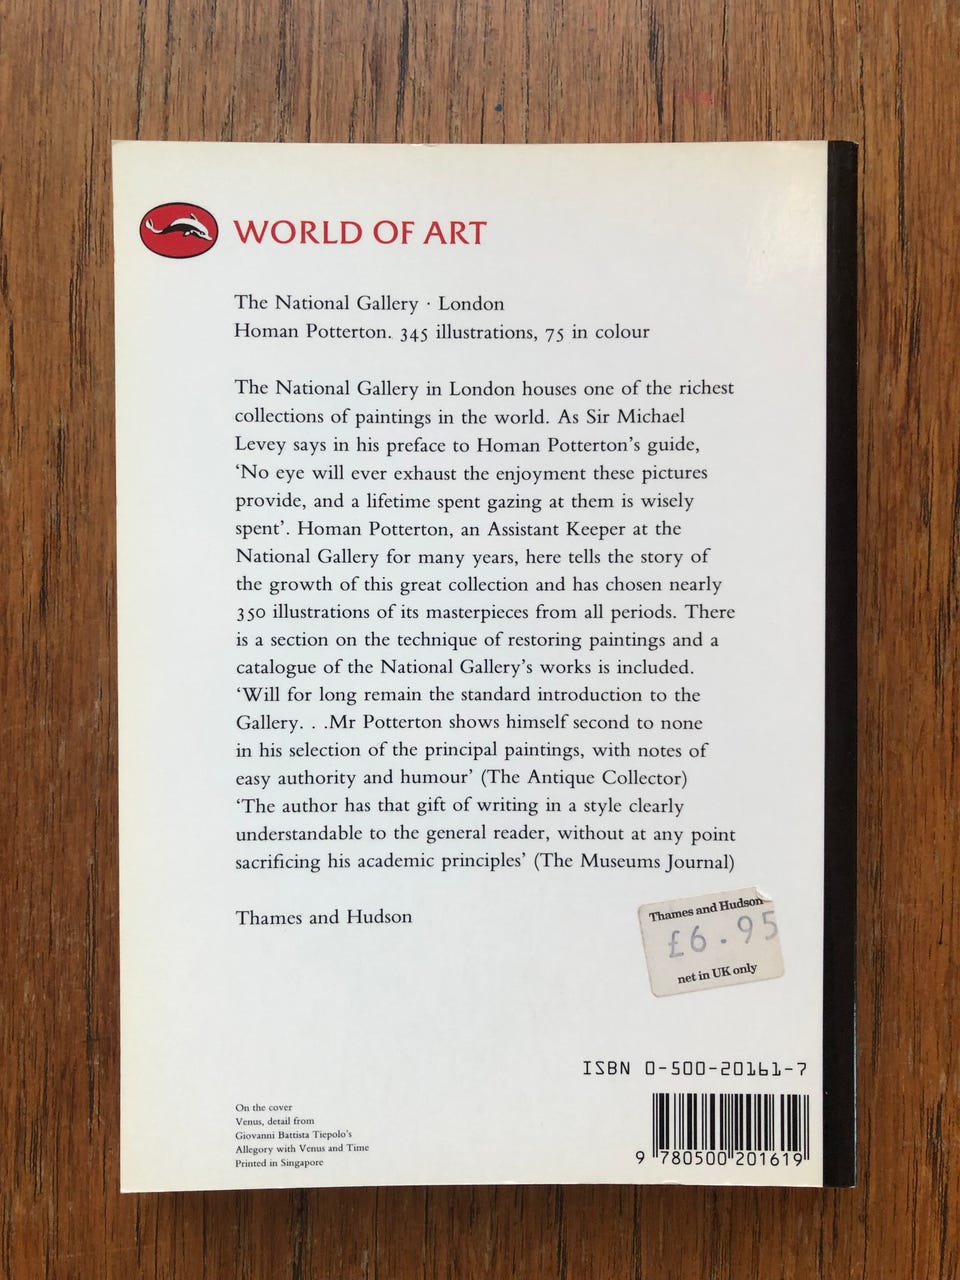 WORLD OF ART
The National Gallery · London
Homan Potterton. 345 illustrations, 75 in colour
The National Gallery in London houses one of the richest
collections of paintings in the world. As Sir Michael
Levey says in his preface to Homan Potterton's guide,
‘No eye will ever exhaust the enjoyment these pictures
provide, and a lifetime spent gazing at them is wisely
spent’. Homan Potterton, an Assistant Keeper at the
National Gallery for many years, here tells the story of
the growth of this great collection and has chosen nearly
350 illustrations of its masterpieces from all periods. There
is a section on the technique of restoring paintings and a
catalogue of the National Gallery’s works is included.
‘Will for long remain the standard introduction to the
Gallery. . .Mr Potterton shows himself second to none
in his selection of the principal paintings, with notes of
easy authority and humour’ (The Antique Collector)
‘The author has that gift of writing in a style clearly
understandable to the general reader, without at any point
sacrificing his academic principles’ (The Museums Journal)
Thames and Hudson
Thames and Hudson
£6.95
net in UK only
ISBN 0-500-20161-7
9 780500 201619
On the cover
Venus, detail from
Giovanni Battista Tiepolo's
Allegory with Venus and Time
Printed in Singapore